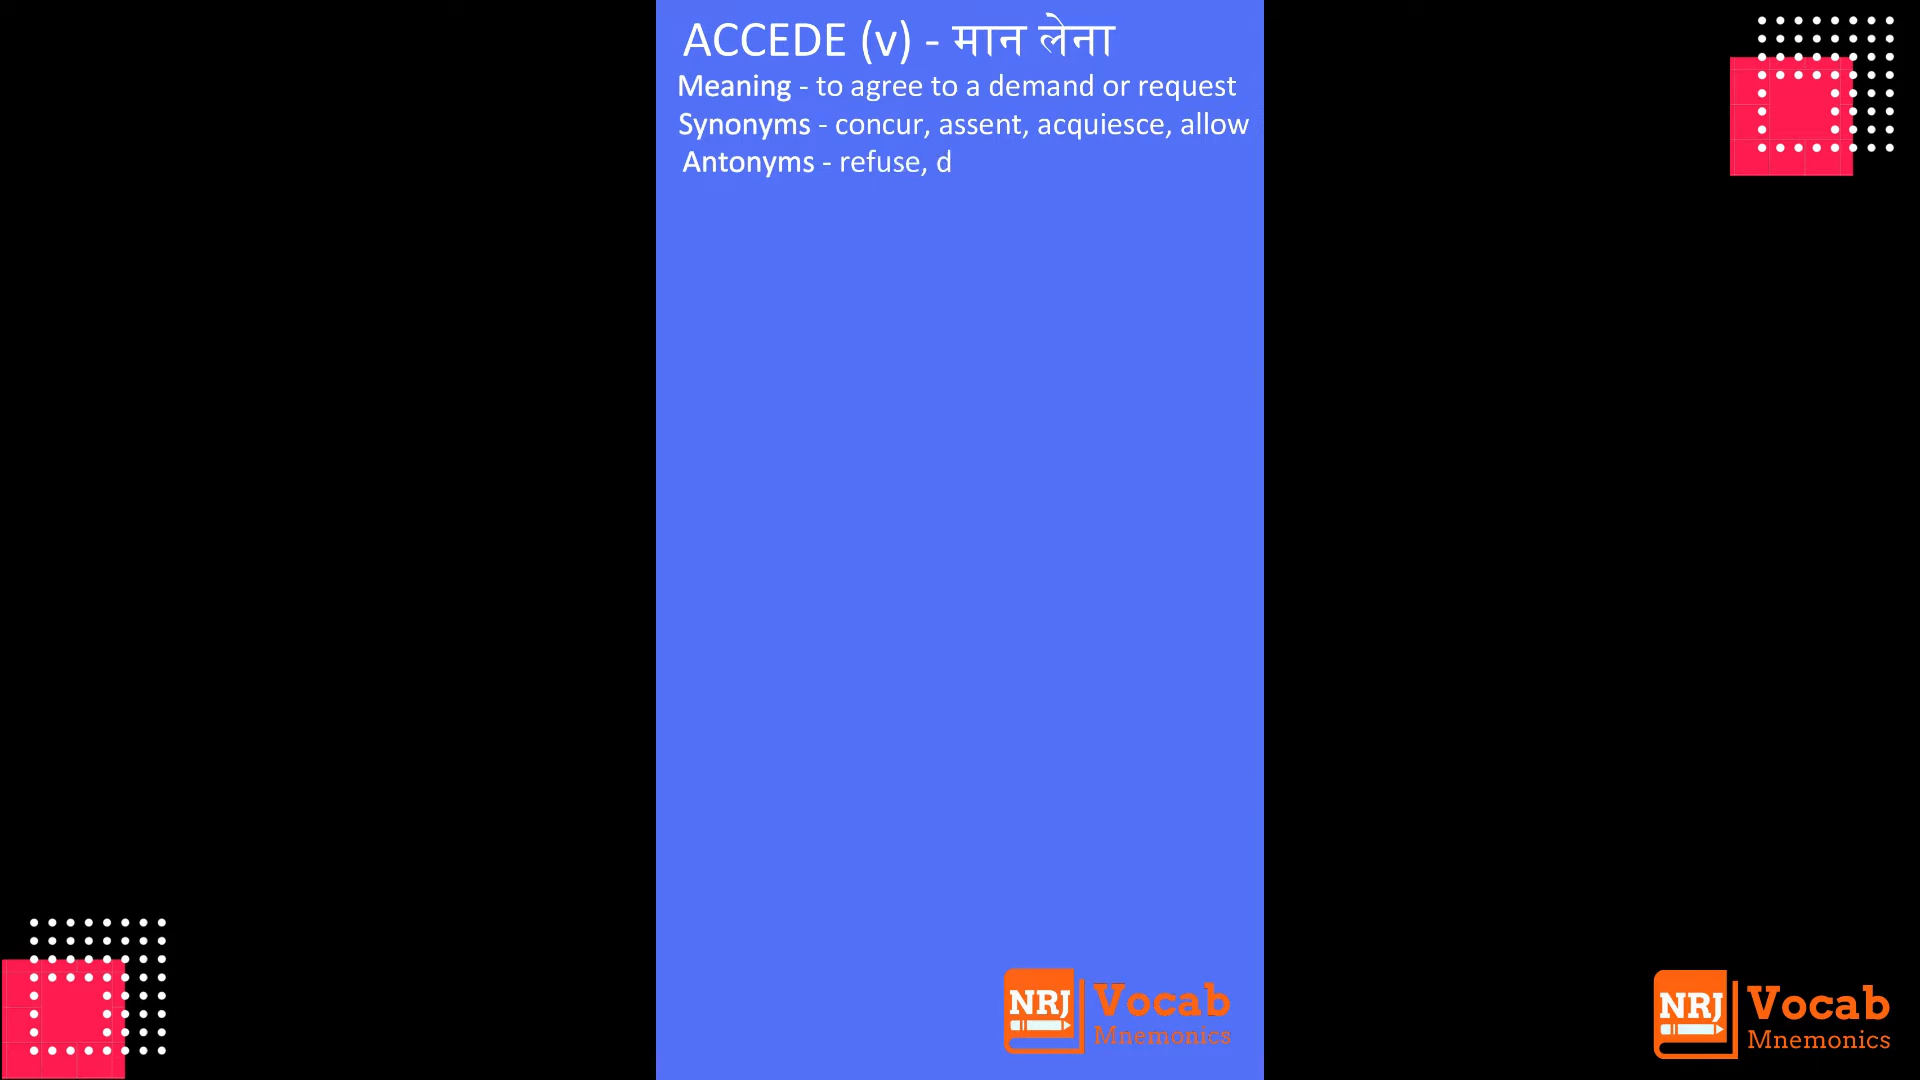 ACCEDE (v) - मान लेना
Meaning - to agree to a demand or request
Synonyms - concur, assent, acquiesce, allow
Antonyms - refuse, d
NRJ Vocab
Mnemonics
NRJ Vocab
Mnemonics